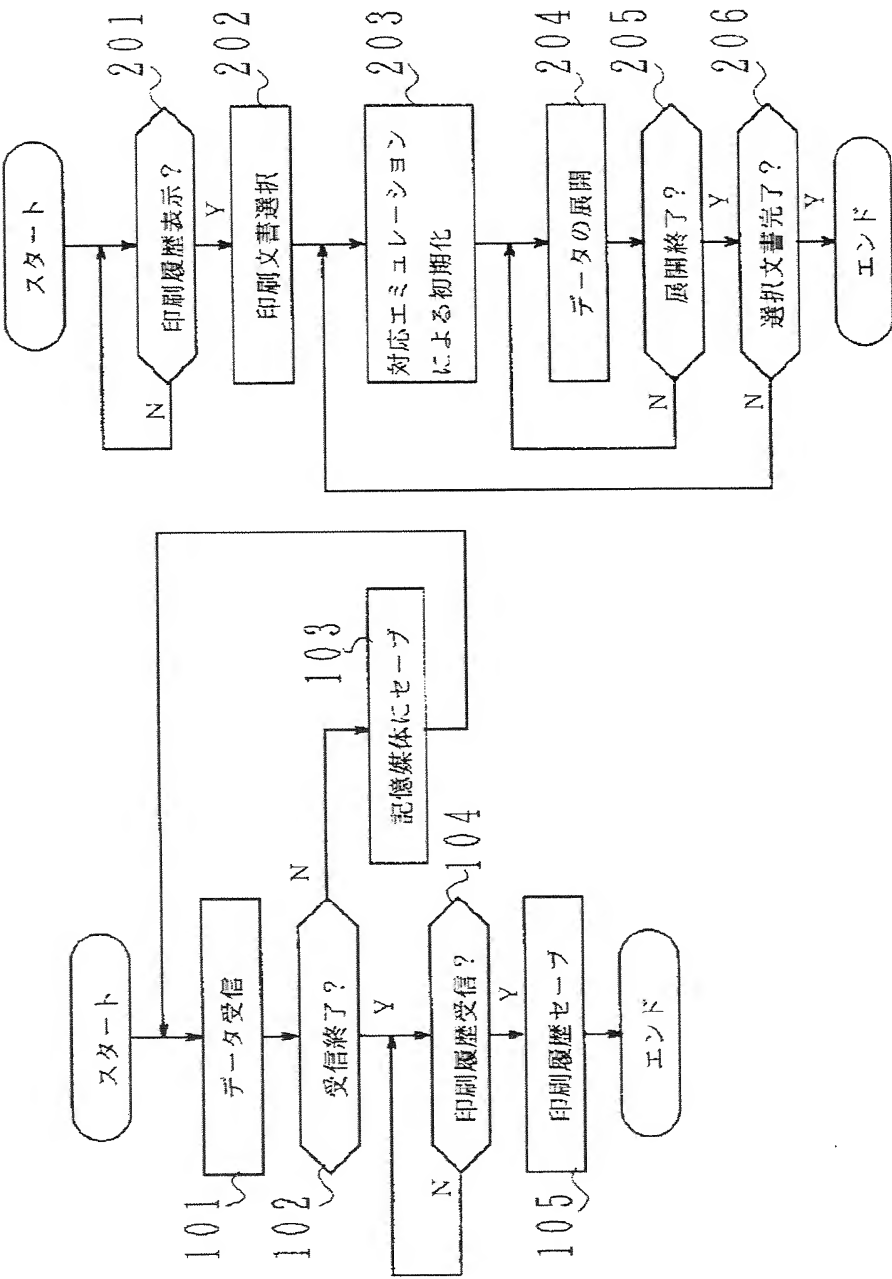 スタート
データ受信
101
受信終了?
102
N
Y
記憶媒体にセーブ
103
印刷履歴受信?
104
N
Y
印刷履歴セーブ
105
エンド
スタート
印刷履歴表示?
201
N
Y
印刷文書選択
202
対応エミュレーション
による初期化
203
データの展開
204
展開終了?
205
N
Y
選択文書完了?
206
N
Y
エンド